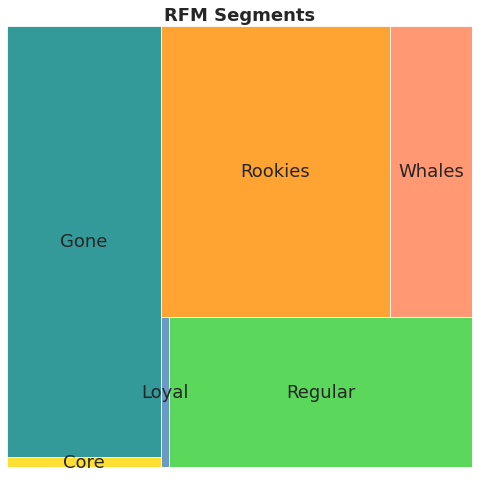 RFM Segments
Rookies
Whales
Gone
Loyal
Regular
Core